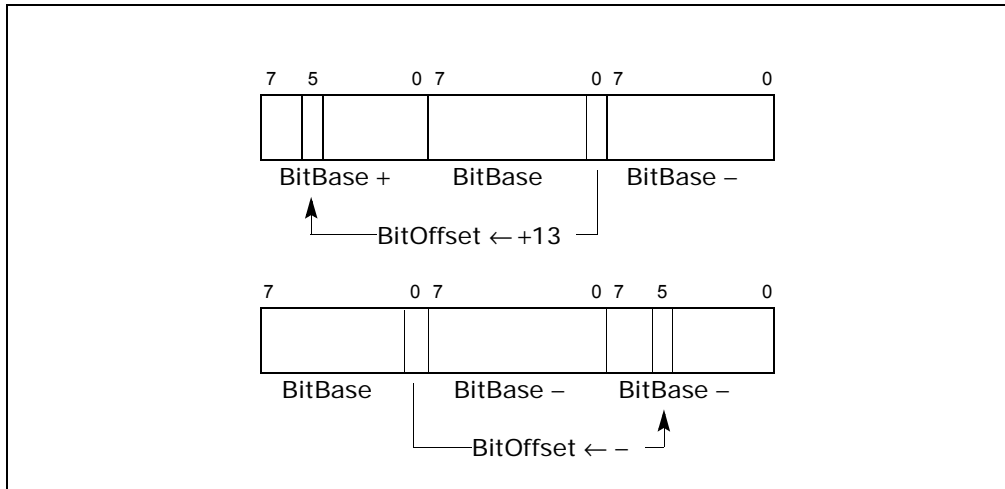 7 5 0 7 0 7 0
BitBase + BitBase BitBase –
BitOffset ← +13
7 0 7 0 7 5 0
BitBase BitBase – BitBase –
BitOffset ← –